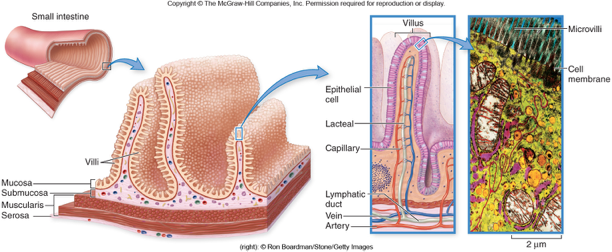 Copyright © The McGraw-Hill Companies, Inc. Permission required for reproduction or display.
Small intestine
Villi
Mucosa
Submucosa
Muscularis
Serosa
Villus
Epithelial
cell
Lacteal
Capillary
Lymphatic
duct
Vein
Artery
Microvilli
Cell
membrane
2 µm
(right): © Ron Boardman/Stone/Getty Images